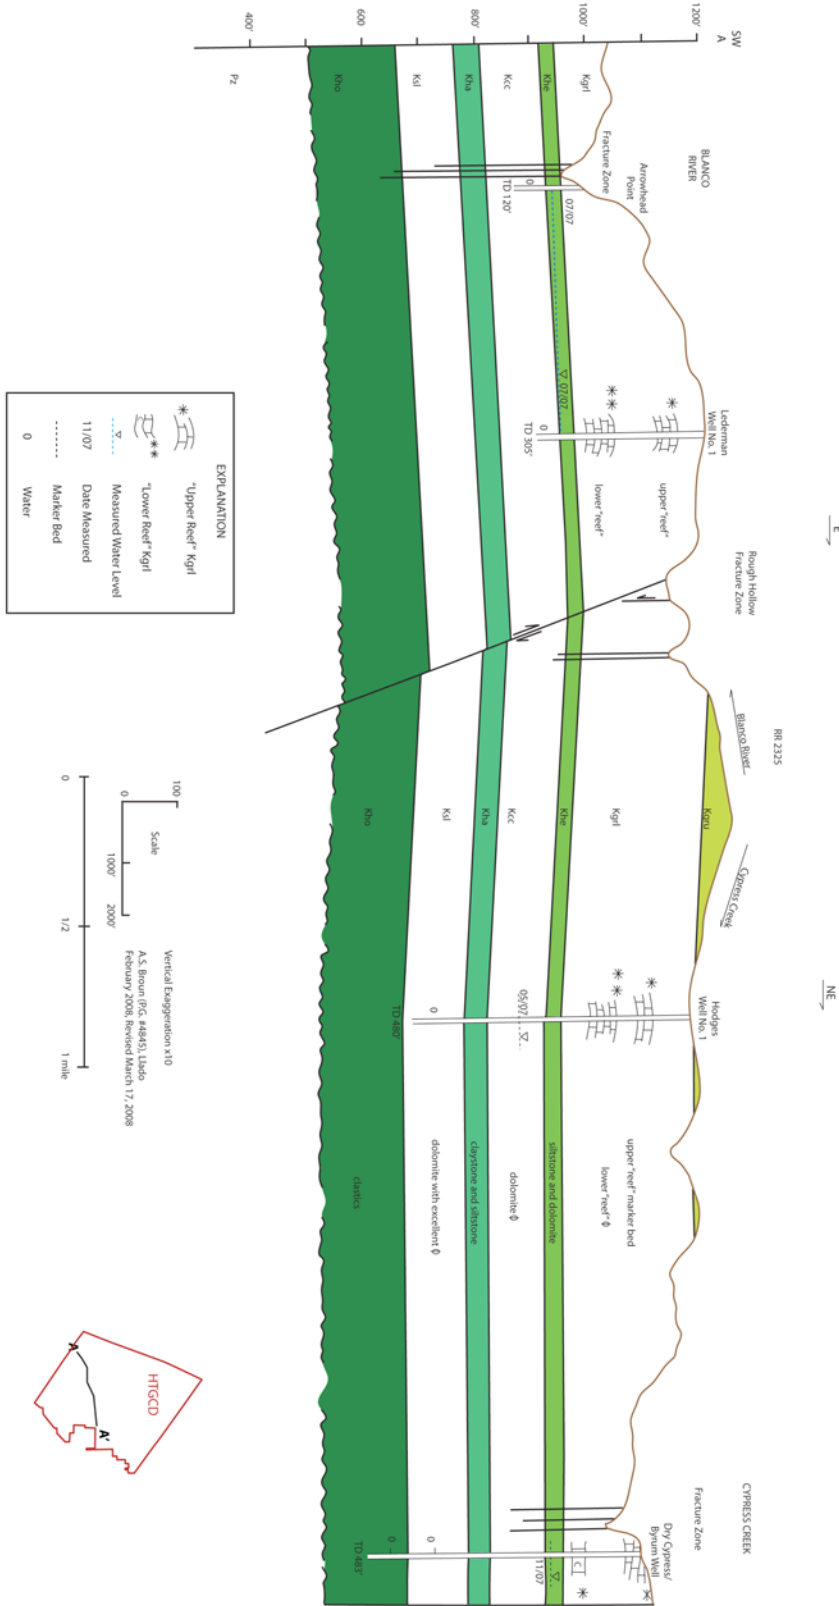 SW
A
1200'
1000'
800'
600'
400'
BLANCO
RIVER
Arrowhead
Point
Fracture Zone
Kgrl
Khe
Kcc
Kha
Ksl
Kho
Pz
07/07
0
TD 120'
Lederman
Well No. 1
*
upper "reef"
**
lower "reef"
07/07
0
TD 305'
E
Rough Hollow
Fracture Zone
Blanco River
RR 2325
Cypress Creek
Kgru
Kgrl
Khe
Kcc
Kha
Ksl
Kho
NE
Hodges
Well No. 1
*
**
05/07
0
TD 480'
upper "reef" marker bed
lower "reef" ϕ
siltstone and dolomite
dolomite ϕ
claystone and siltstone
dolomite with excellent ϕ
clastics
CYPRESS CREEK
Fracture Zone
Dry Cypress/
Byrum Well
*
C
*
11/07
0
0
TD 483'
EXPLANATION
* "Upper Reef" Kgrl
** "Lower Reef" Kgrl
Measured Water Level
11/07 Date Measured
Marker Bed
0 Water
100
0
Scale
1000'
2000'
0
1/2
1 mile
Vertical Exaggeration x10
A.S. Broun (P.G. #4845), Llado
February 2008, Revised March 17, 2008
HTGCD
A
A'